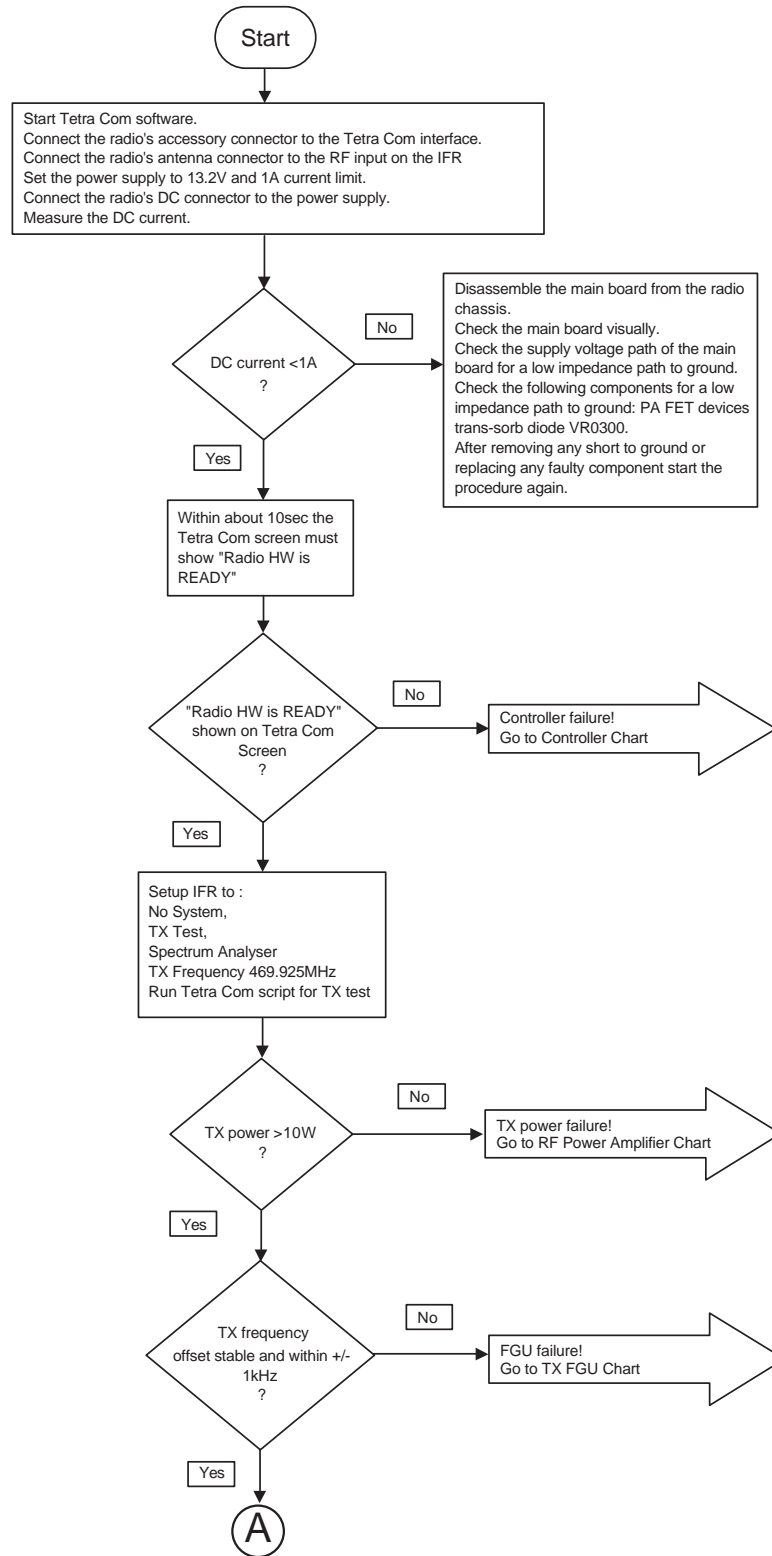 Start
Start Tetra Com software.
Connect the radio's accessory connector to the Tetra Com interface.
Connect the radio's antenna connector to the RF input on the IFR
Set the power supply to 13.2V and 1A current limit.
Connect the radio's DC connector to the power supply.
Measure the DC current.
DC current <1A
?
No
Disassemble the main board from the radio
chassis.
Check the main board visually.
Check the supply voltage path of the main
board for a low impedance path to ground.
Check the following components for a low
impedance path to ground: PA FET devices
trans-sorb diode VR0300.
After removing any short to ground or
replacing any faulty component start the
procedure again.
Yes
Within about 10sec the
Tetra Com screen must
show "Radio HW is
READY"
"Radio HW is READY"
shown on Tetra Com
Screen
?
No
Controller failure!
Go to Controller Chart
Yes
Setup IFR to :
No System,
TX Test,
Spectrum Analyser
TX Frequency 469.925MHz
Run Tetra Com script for TX test
TX power >10W
?
No
TX power failure!
Go to RF Power Amplifier Chart
Yes
TX frequency
offset stable and within +/-
1kHz
?
No
FGU failure!
Go to TX FGU Chart
Yes
A